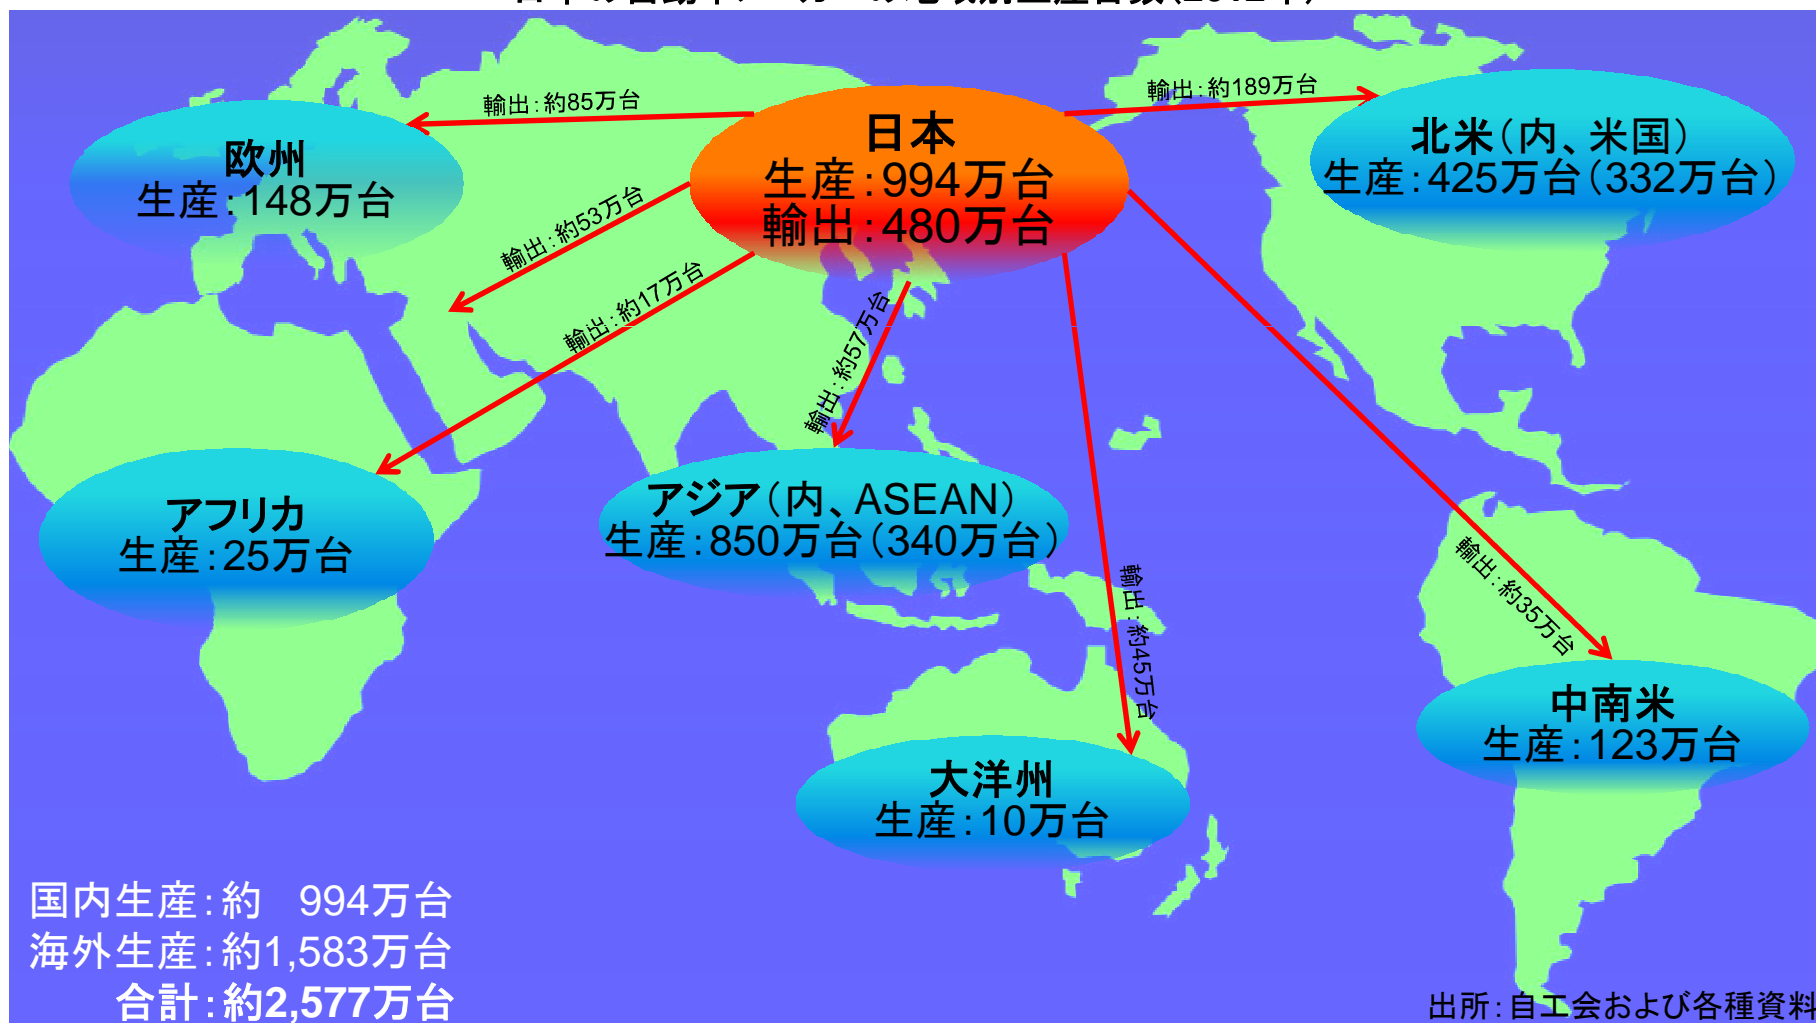 輸出：約85万台
輸出：約189万台
日本
生産：994万台
輸出：480万台
欧州
生産：148万台
北米（内、米国）
生産：425万台（332万台）
輸出：約53万台
輸出：約17万台
輸出：約57万台
アフリカ
生産：25万台
アジア（内、ASEAN）
生産：850万台（340万台）
輸出：約45万台
輸出：約35万台
中南米
生産：123万台
大洋州
生産：10万台
国内生産：約　994万台
海外生産：約1,583万台
合計：約2,577万台
出所：自工会および各種資料